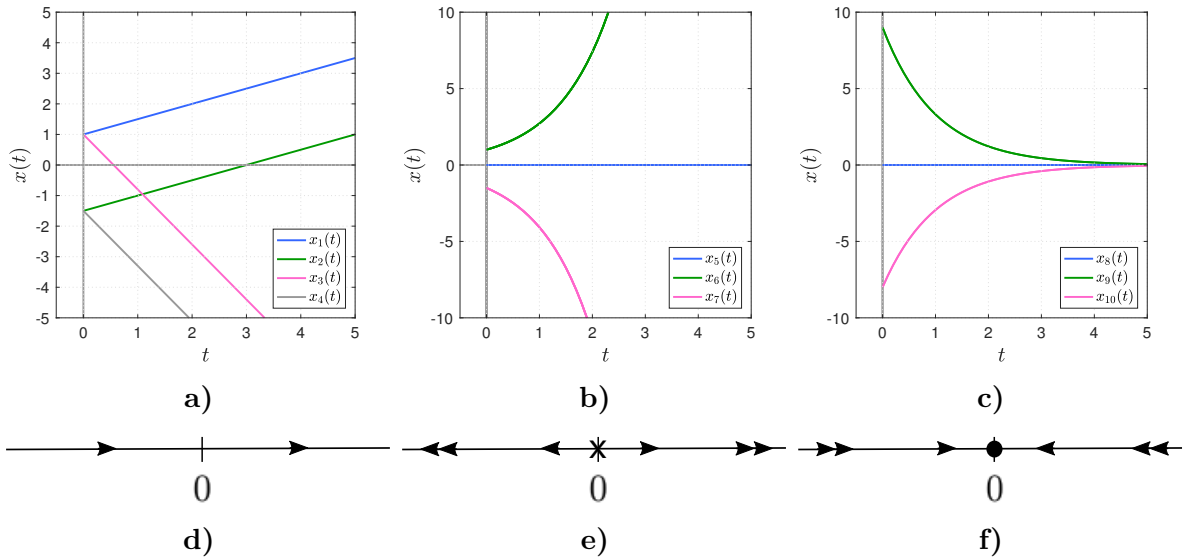 5
4
3
2
1
0
-1
-2
-3
-4
-5
x(t)
0 1 2 3 4 5
t
x₁(t)
x₂(t)
x₃(t)
x₄(t)
10
5
0
-5
-10
x(t)
0 1 2 3 4 5
t
x₅(t)
x₆(t)
x₇(t)
10
5
0
-5
-10
x(t)
0 1 2 3 4 5
t
x₈(t)
x₉(t)
x₁₀(t)
a) b) c)
0 0 0
d) e) f)